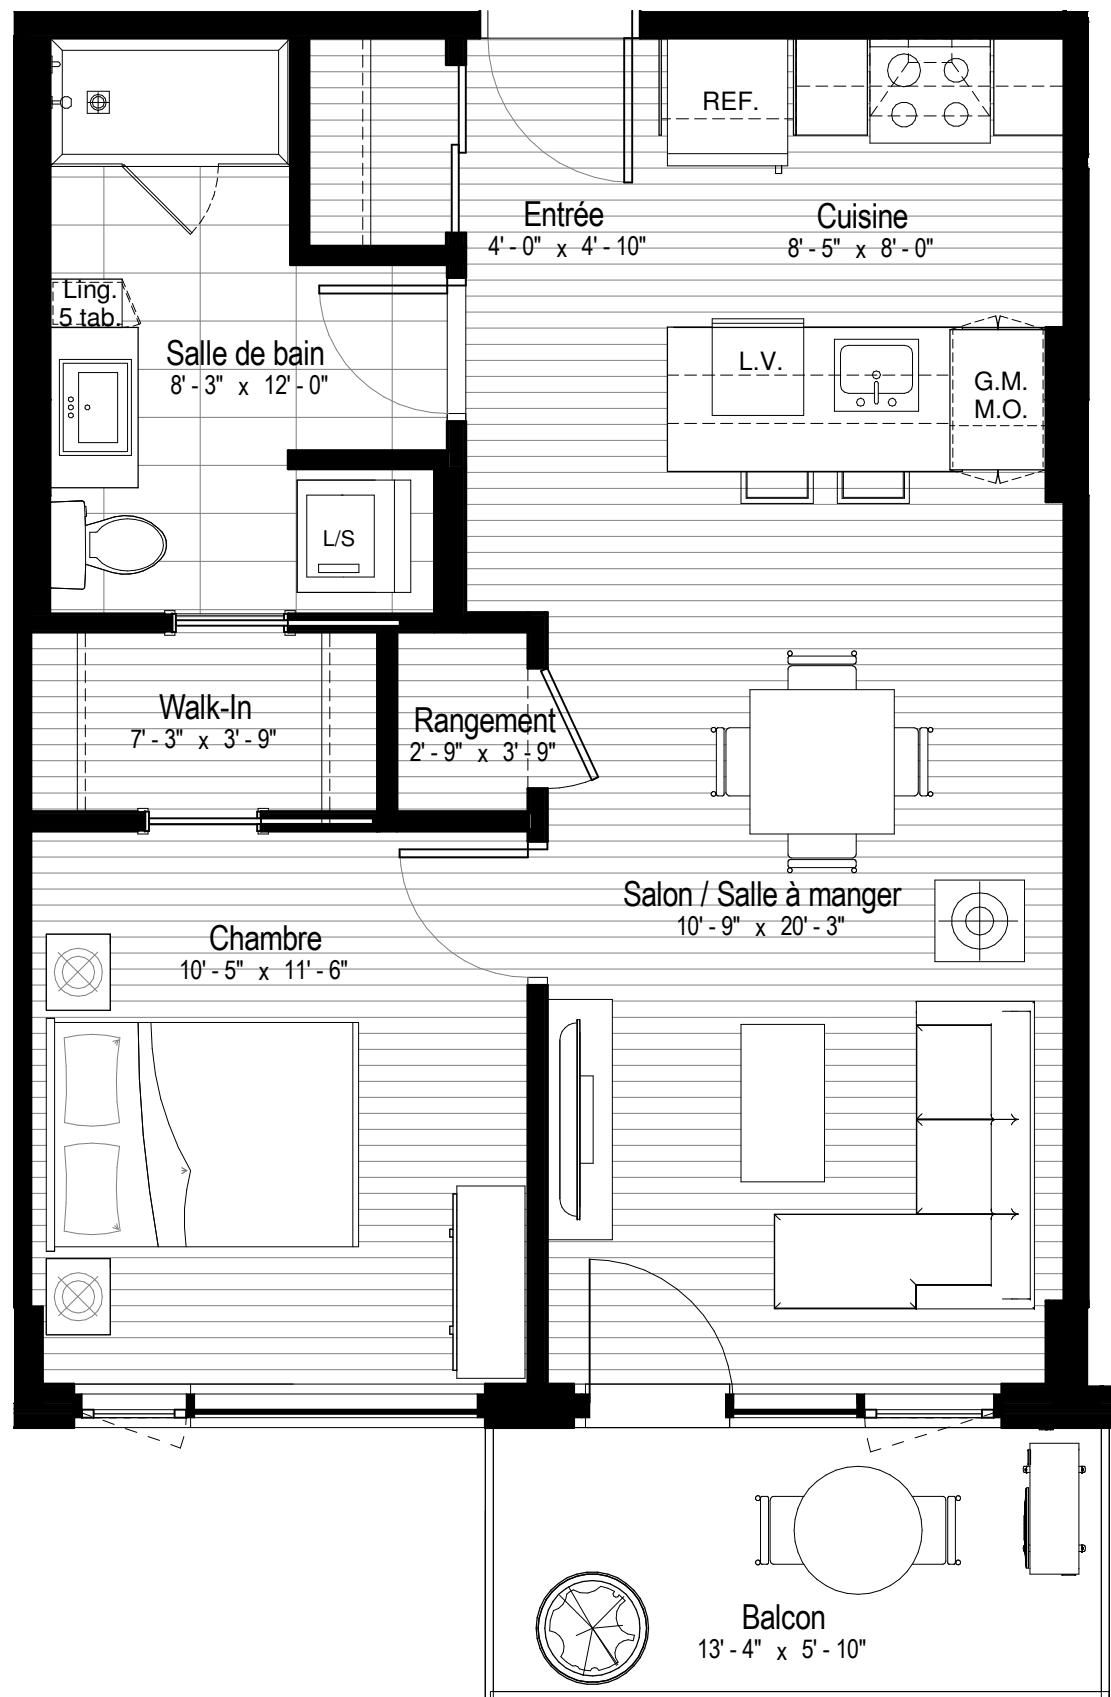 REF.
Entrée
4' - 0" x 4' - 10"
Cuisine
8' - 5" x 8' - 0"
Ling.
5 tab.
Salle de bain
8' - 3" x 12' - 0"
L.V.
G.M.
M.O.
L/S
Walk-In
7' - 3" x 3' - 9"
Rangement
2' - 9" x 3' - 9"
Salon / Salle à manger
10' - 9" x 20' - 3"
Chambre
10' - 5" x 11' - 6"
Balcon
13' - 4" x 5' - 10"